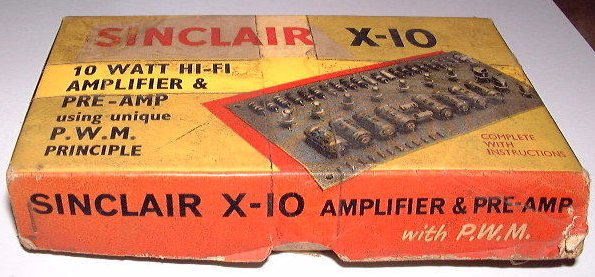 SINCLAIR X-10
10 WATT HI-FI
AMPLIFIER &
PRE-AMP
using unique
P.W.M.
PRINCIPLE
COMPLETE
WITH
INSTRUCTIONS
SINCLAIR X-10 AMPLIFIER & PRE-AMP
with P.W.M.